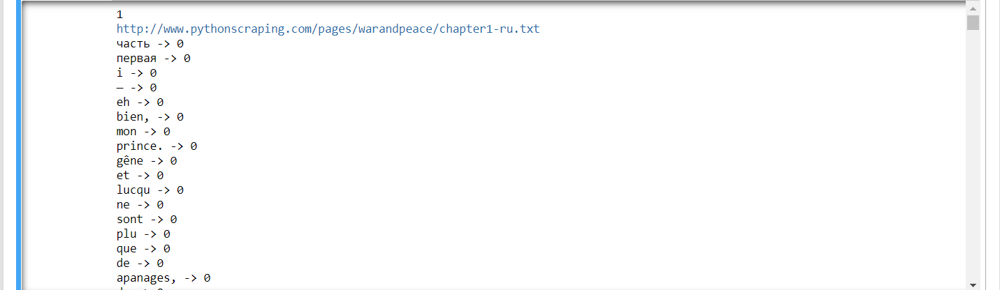 1
http://www.pythonscraping.com/pages/warandpeace/chapter1-ru.txt
часть -> 0
первая -> 0
i -> 0
— -> 0
eh -> 0
bien, -> 0
mon -> 0
prince. -> 0
gêne -> 0
et -> 0
lucqu -> 0
ne -> 0
sont -> 0
plu -> 0
que -> 0
de -> 0
apanages, -> 0